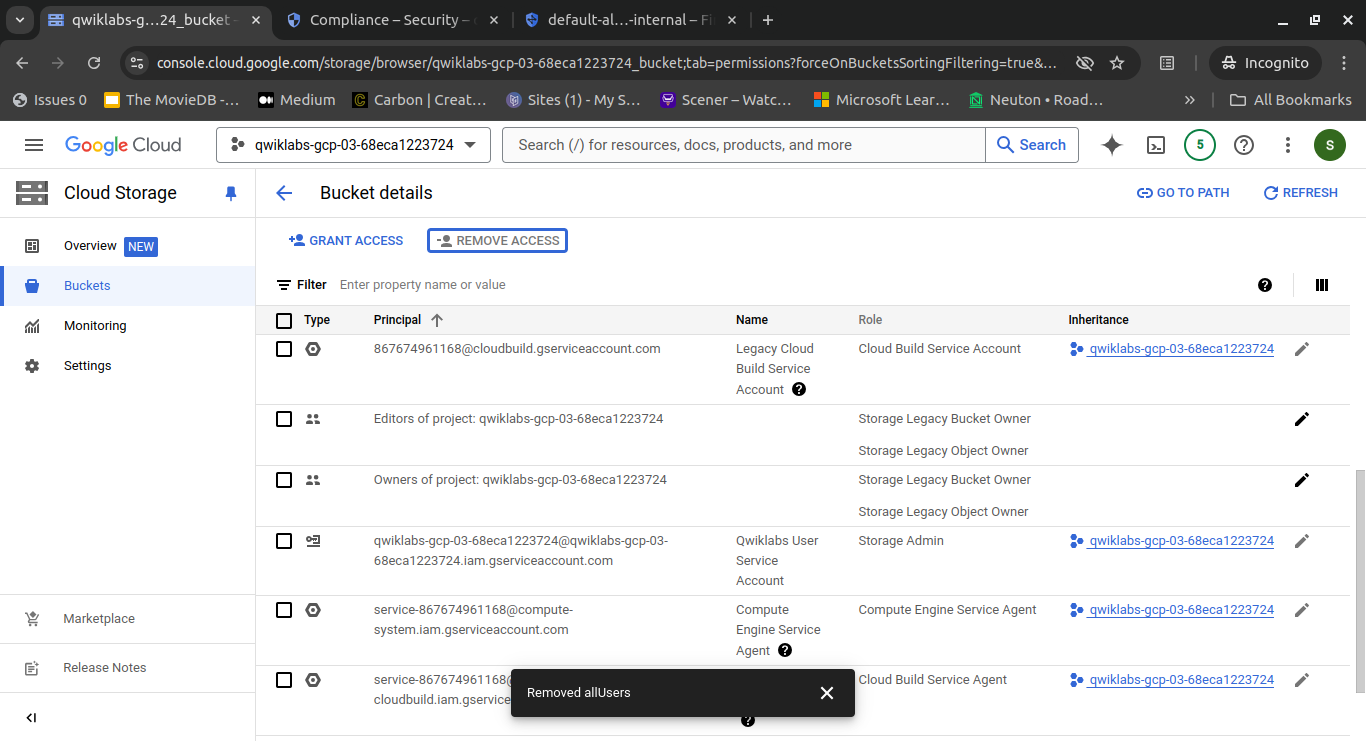 qwiklabs-g...24_bucket -
Compliance – Security –
default-al...-internal – Fi
console.cloud.google.com/storage/browser/qwiklabs-gcp-03-68eca1223724_bucket;tab=permissions?forceOnBucketsSortingFiltering=true&...
Incognito
Issues 0
The MovieDB -...
Medium
Carbon | Creat...
Sites (1) - My S...
Scener – Watc...
Microsoft Lear...
Neuton • Road...
»
All Bookmarks
Google Cloud
qwiklabs-gcp-03-68eca1223724
Search (/) for resources, docs, products, and more
Search
5
S
Cloud Storage
Bucket details
GO TO PATH
REFRESH
Overview NEW
Buckets
Monitoring
Settings
Marketplace
Release Notes
GRANT ACCESS
REMOVE ACCESS
Filter Enter property name or value
Type Principal Name Role Inheritance
867674961168@cloudbuild.gserviceaccount.com
Legacy Cloud
Build Service
Account
Cloud Build Service Account
qwiklabs-gcp-03-68eca1223724
Editors of project: qwiklabs-gcp-03-68eca1223724
Storage Legacy Bucket Owner
Storage Legacy Object Owner
Owners of project: qwiklabs-gcp-03-68eca1223724
Storage Legacy Bucket Owner
Storage Legacy Object Owner
qwiklabs-gcp-03-68eca1223724@qwiklabs-gcp-03-
68eca1223724.iam.gserviceaccount.com
Qwiklabs User
Service
Account
Storage Admin
qwiklabs-gcp-03-68eca1223724
service-867674961168@compute-
system.iam.gserviceaccount.com
Compute
Engine Service
Agent
Compute Engine Service Agent
qwiklabs-gcp-03-68eca1223724
service-867674961168@
cloudbuild.iam.gservice
Cloud Build Service Agent
qwiklabs-gcp-03-68eca1223724
Removed allUsers